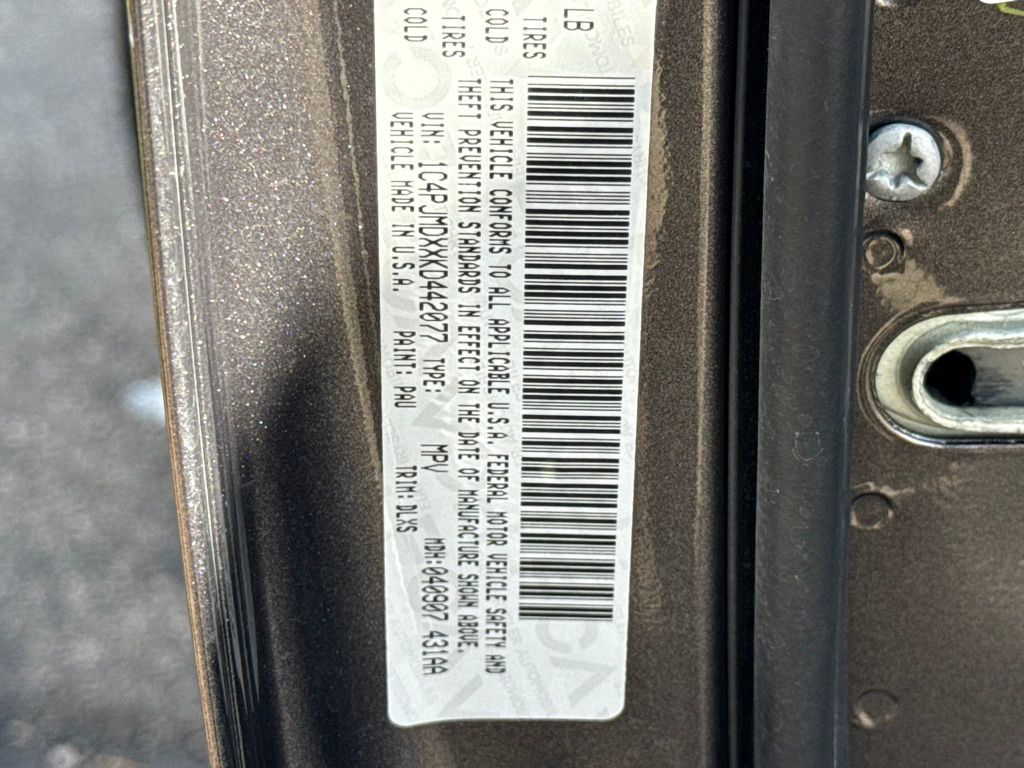 LB
TIRES COLD
TIRES COLD
THIS VEHICLE CONFORMS TO ALL APPLICABLE U.S.A. FEDERAL MOTOR VEHICLE SAFETY AND
THEFT PREVENTION STANDARDS IN EFFECT ON THE DATE OF MANUFACTURE SHOWN ABOVE.
VIN: 1C4PJMDXXKD442077 TYPE: MPV MDH:040907 431AA
VEHICLE MADE IN U.S.A. PAINT: PAU TRIM: DLXS